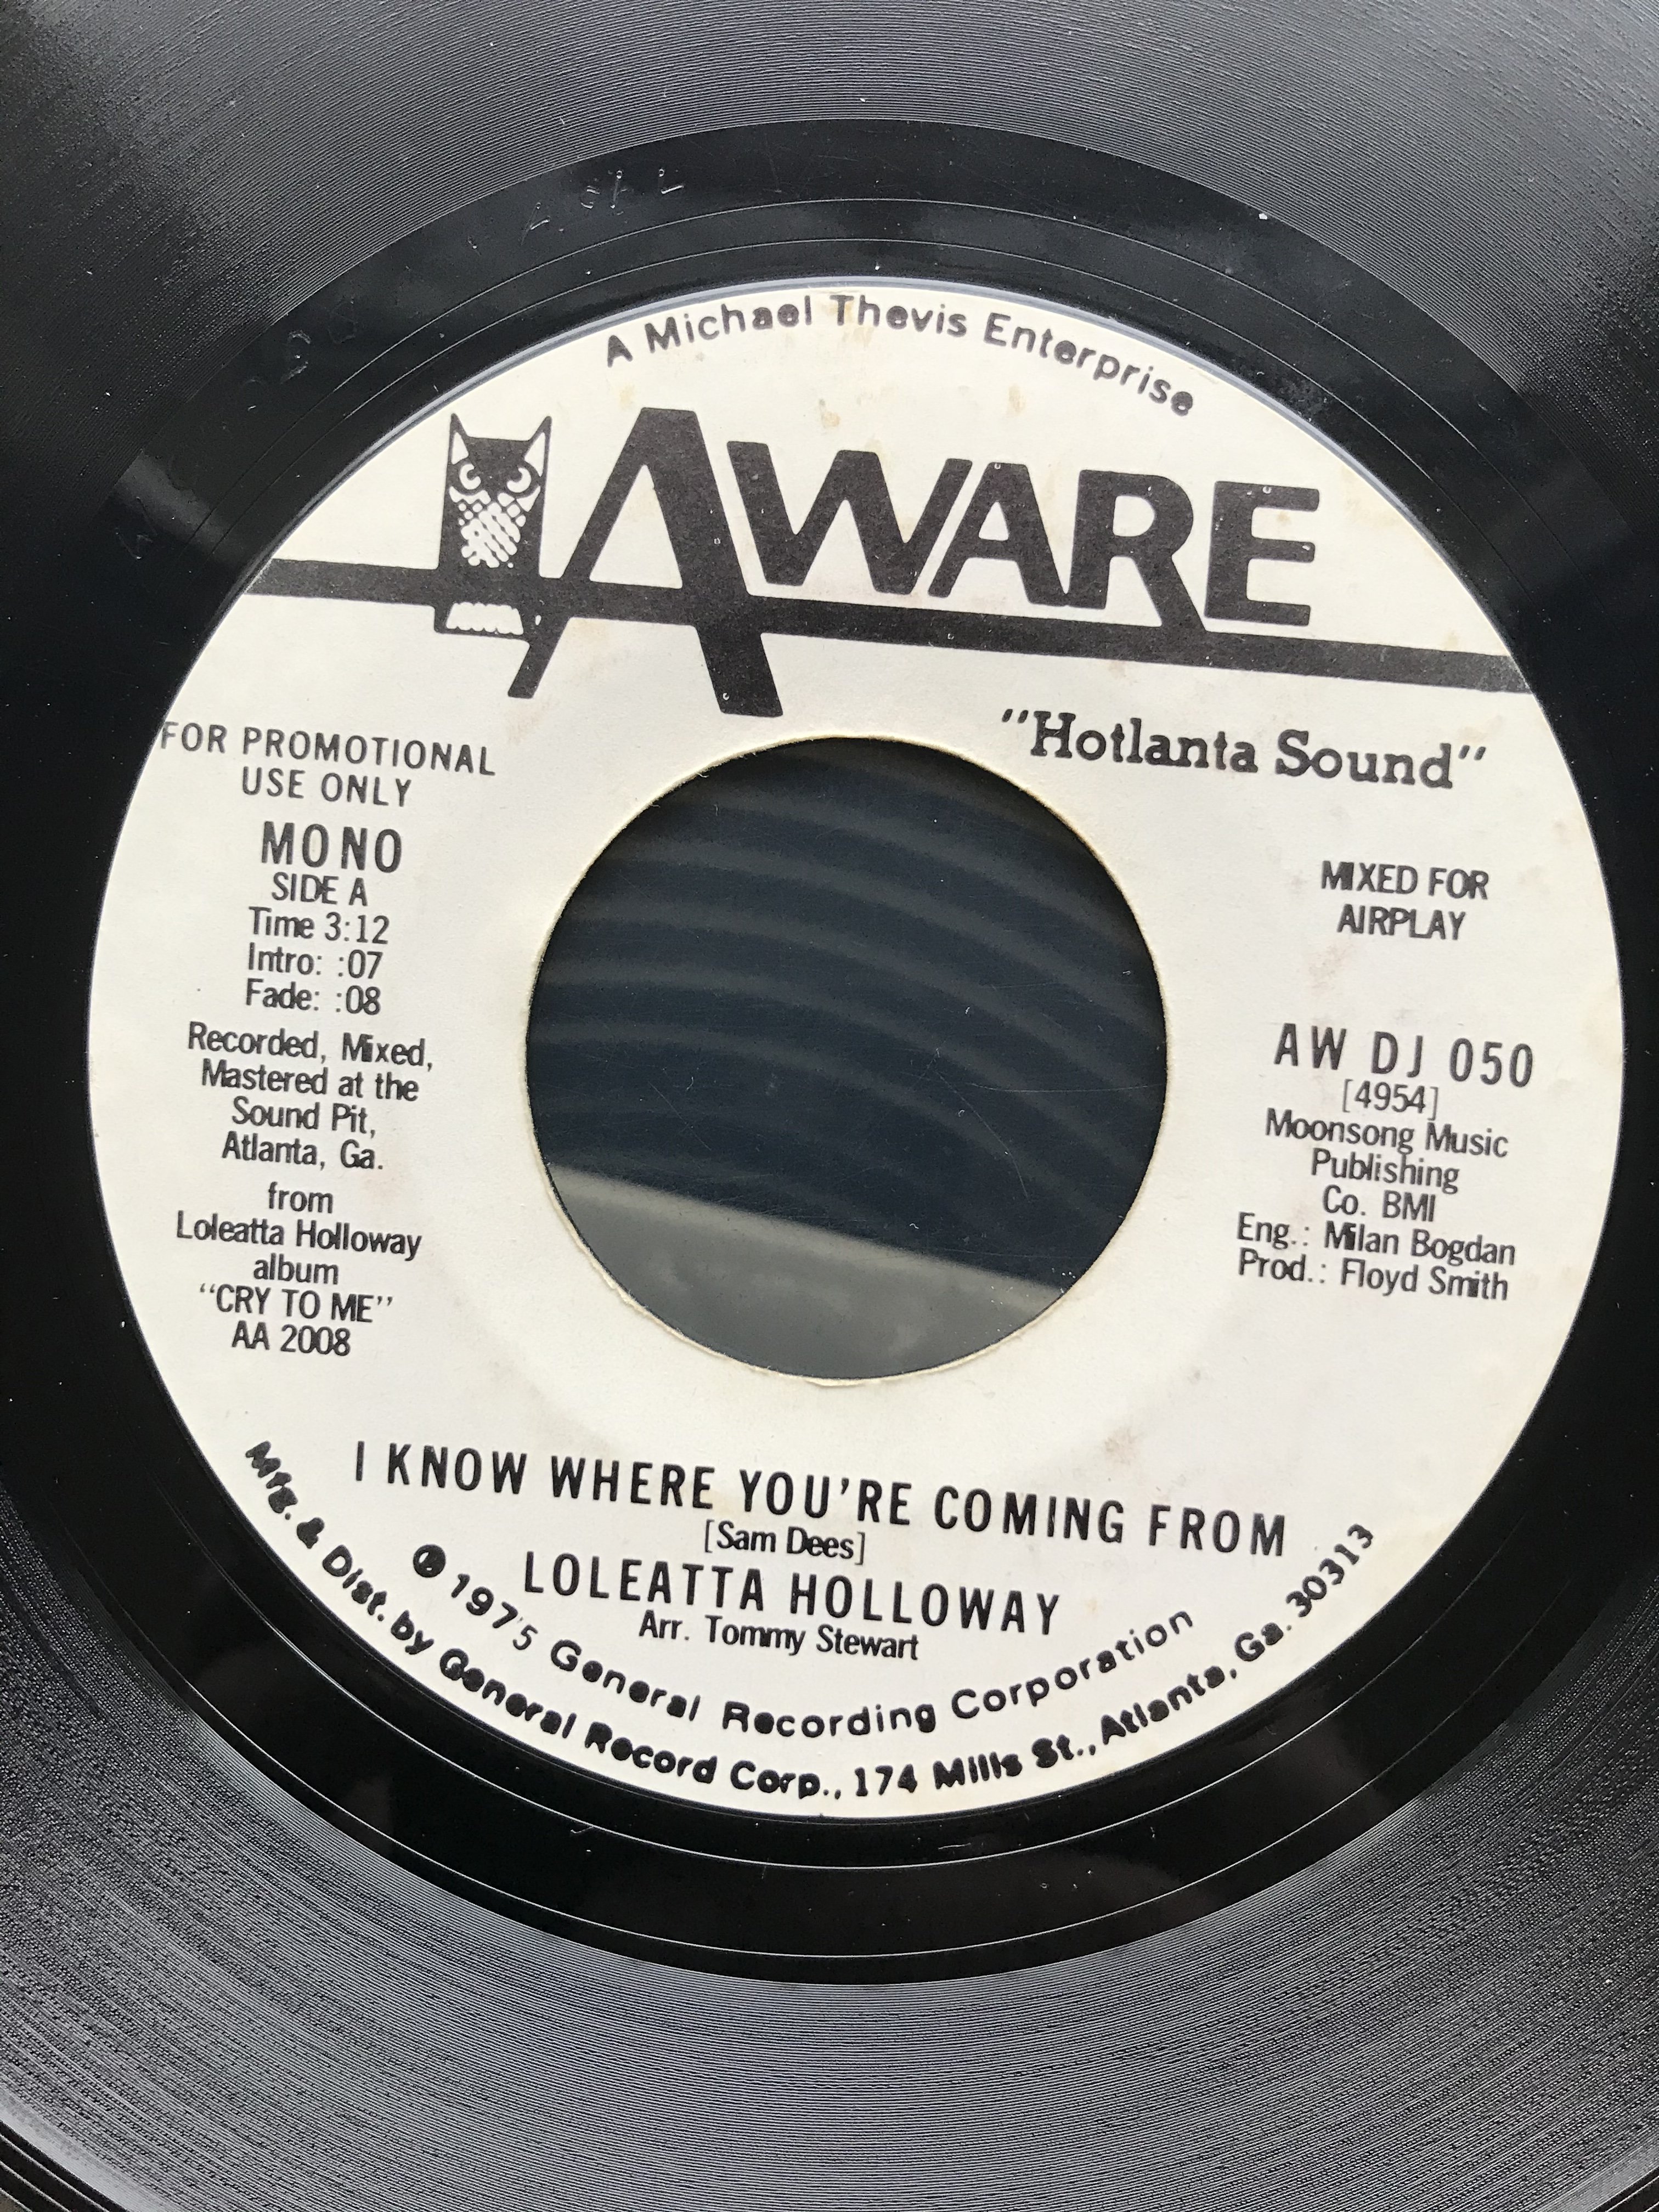 A Michael Thevis Enterprise
AWARE
"Hotlanta Sound"
FOR PROMOTIONAL
USE ONLY
MONO
SIDE A
Time 3:12
Intro: :07
Fade: :08
Recorded, Mixed,
Mastered at the
Sound Pit,
Atlanta, Ga.
from
Loleatta Holloway
album
"CRY TO ME"
AA 2008
MIXED FOR
AIRPLAY
AW DJ 050
[4954]
Moonsong Music
Publishing
Co. BMI
Eng.: Milan Bogdan
Prod.: Floyd Smith
I KNOW WHERE YOU'RE COMING FROM
[Sam Dees]
LOLEATTA HOLLOWAY
Arr. Tommy Stewart
℗ 1975 General Recording Corporation
Mfg. & Dist. by General Record Corp., 174 Mills St., Atlanta, Ga. 30313